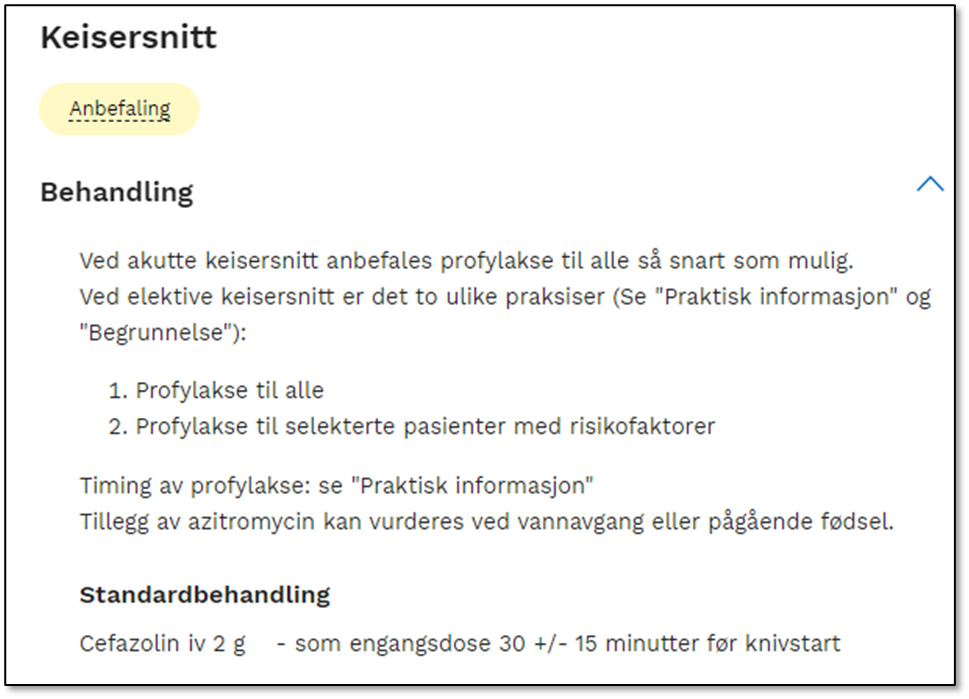 Keisersnitt
Anbefaling
Behandling
Ved akutte keisersnitt anbefales profylakse til alle så snart som mulig.
Ved elektive keisersnitt er det to ulike praksiser (Se "Praktisk informasjon" og
"Begrunnelse"):
1. Profylakse til alle
2. Profylakse til selekterte pasienter med risikofaktorer
Timing av profylakse: se "Praktisk informasjon"
Tillegg av azitromycin kan vurderes ved vannavgang eller pågående fødsel.
Standardbehandling
Cefazolin iv 2 g - som engangsdose 30 +/- 15 minutter før knivstart